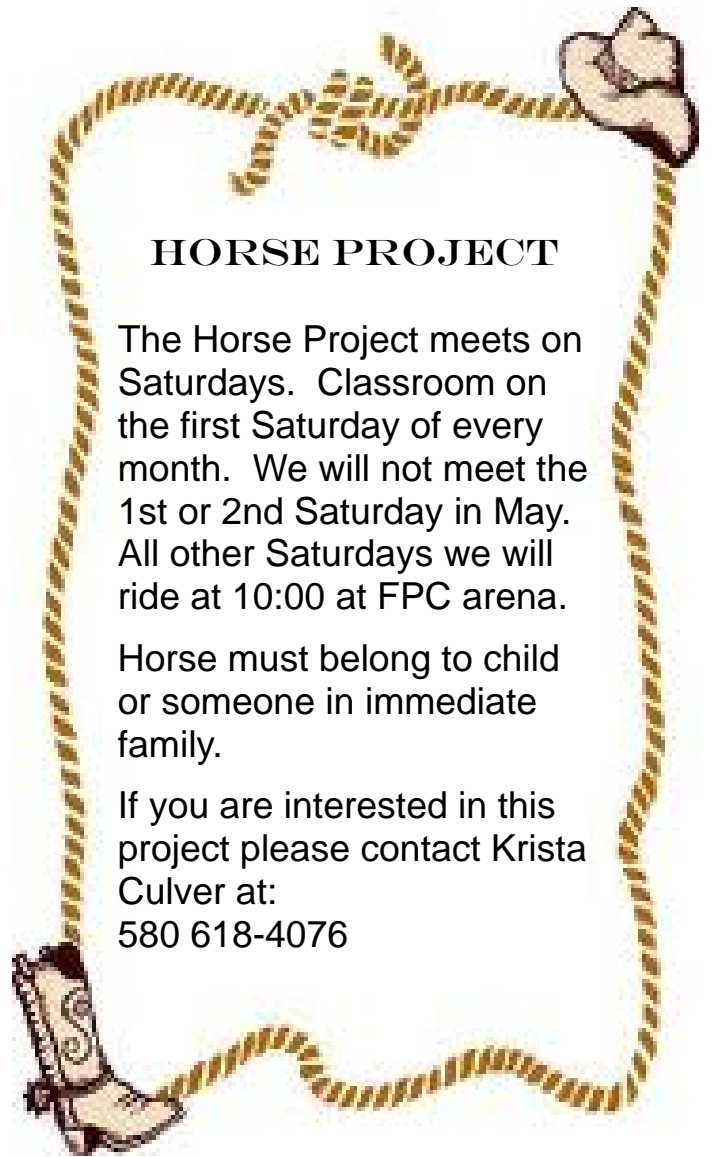 HORSE PROJECT
The Horse Project meets on
Saturdays.  Classroom on
the first Saturday of every
month.  We will not meet the
1st or 2nd Saturday in May.
All other Saturdays we will
ride at 10:00 at FPC arena.
Horse must belong to child
or someone in immediate
family.
If you are interested in this
project please contact Krista
Culver at:
580 618-4076